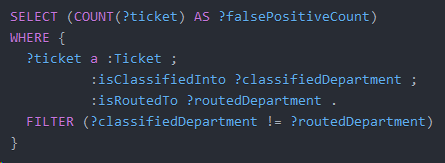 SELECT (COUNT(?ticket) AS ?falsePositiveCount)
WHERE {
  ?ticket a :Ticket ;
          :isClassifiedInto ?classifiedDepartment ;
          :isRoutedTo ?routedDepartment .
  FILTER (?classifiedDepartment != ?routedDepartment)
}